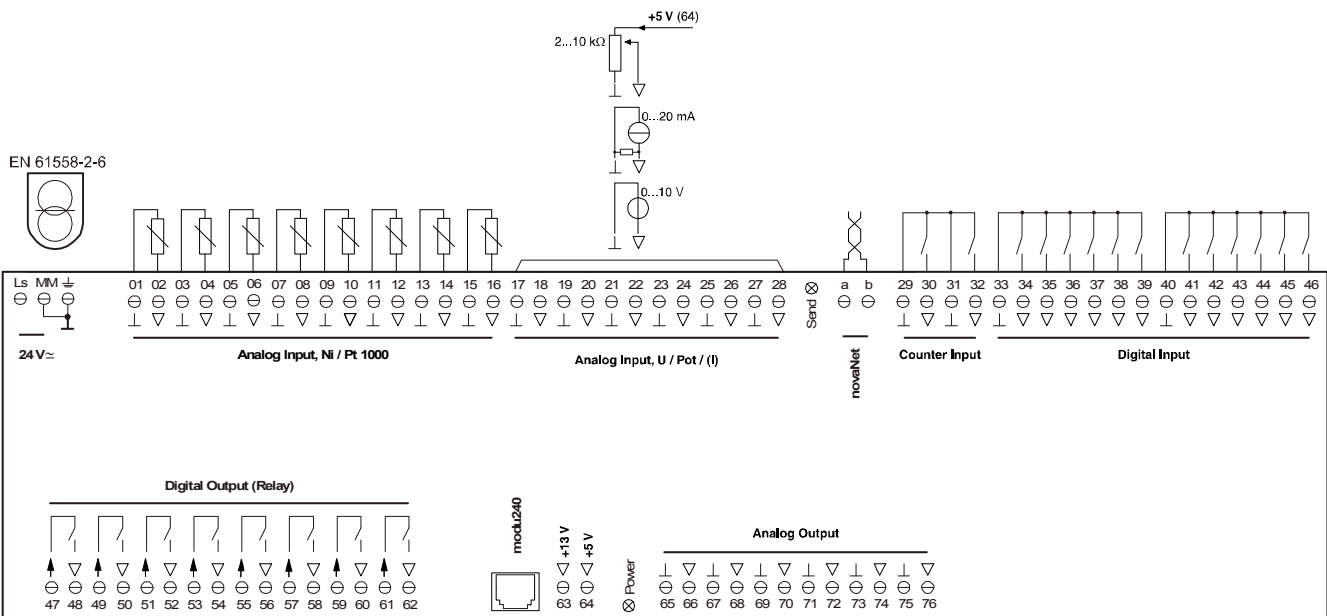 +5 V (64)
2...10 kΩ
0...20 mA
EN 61558-2-6
0...10 V
Ls MM 01 02 03 04 05 06 07 08 09 10 11 12 13 14 15 16 17 18 19 20 21 22 23 24 25 26 27 28 Send a b 29 30 31 32 33 34 35 36 37 38 39 40 41 42 43 44 45 46
24 V≃ Analog Input, Ni / Pt 1000 Analog Input, U / Pot / (I) novaNet Counter Input Digital Input
Digital Output (Relay)
modu240 +13 V +5 V Power Analog Output
47 48 49 50 51 52 53 54 55 56 57 58 59 60 61 62 63 64 65 66 67 68 69 70 71 72 73 74 75 76